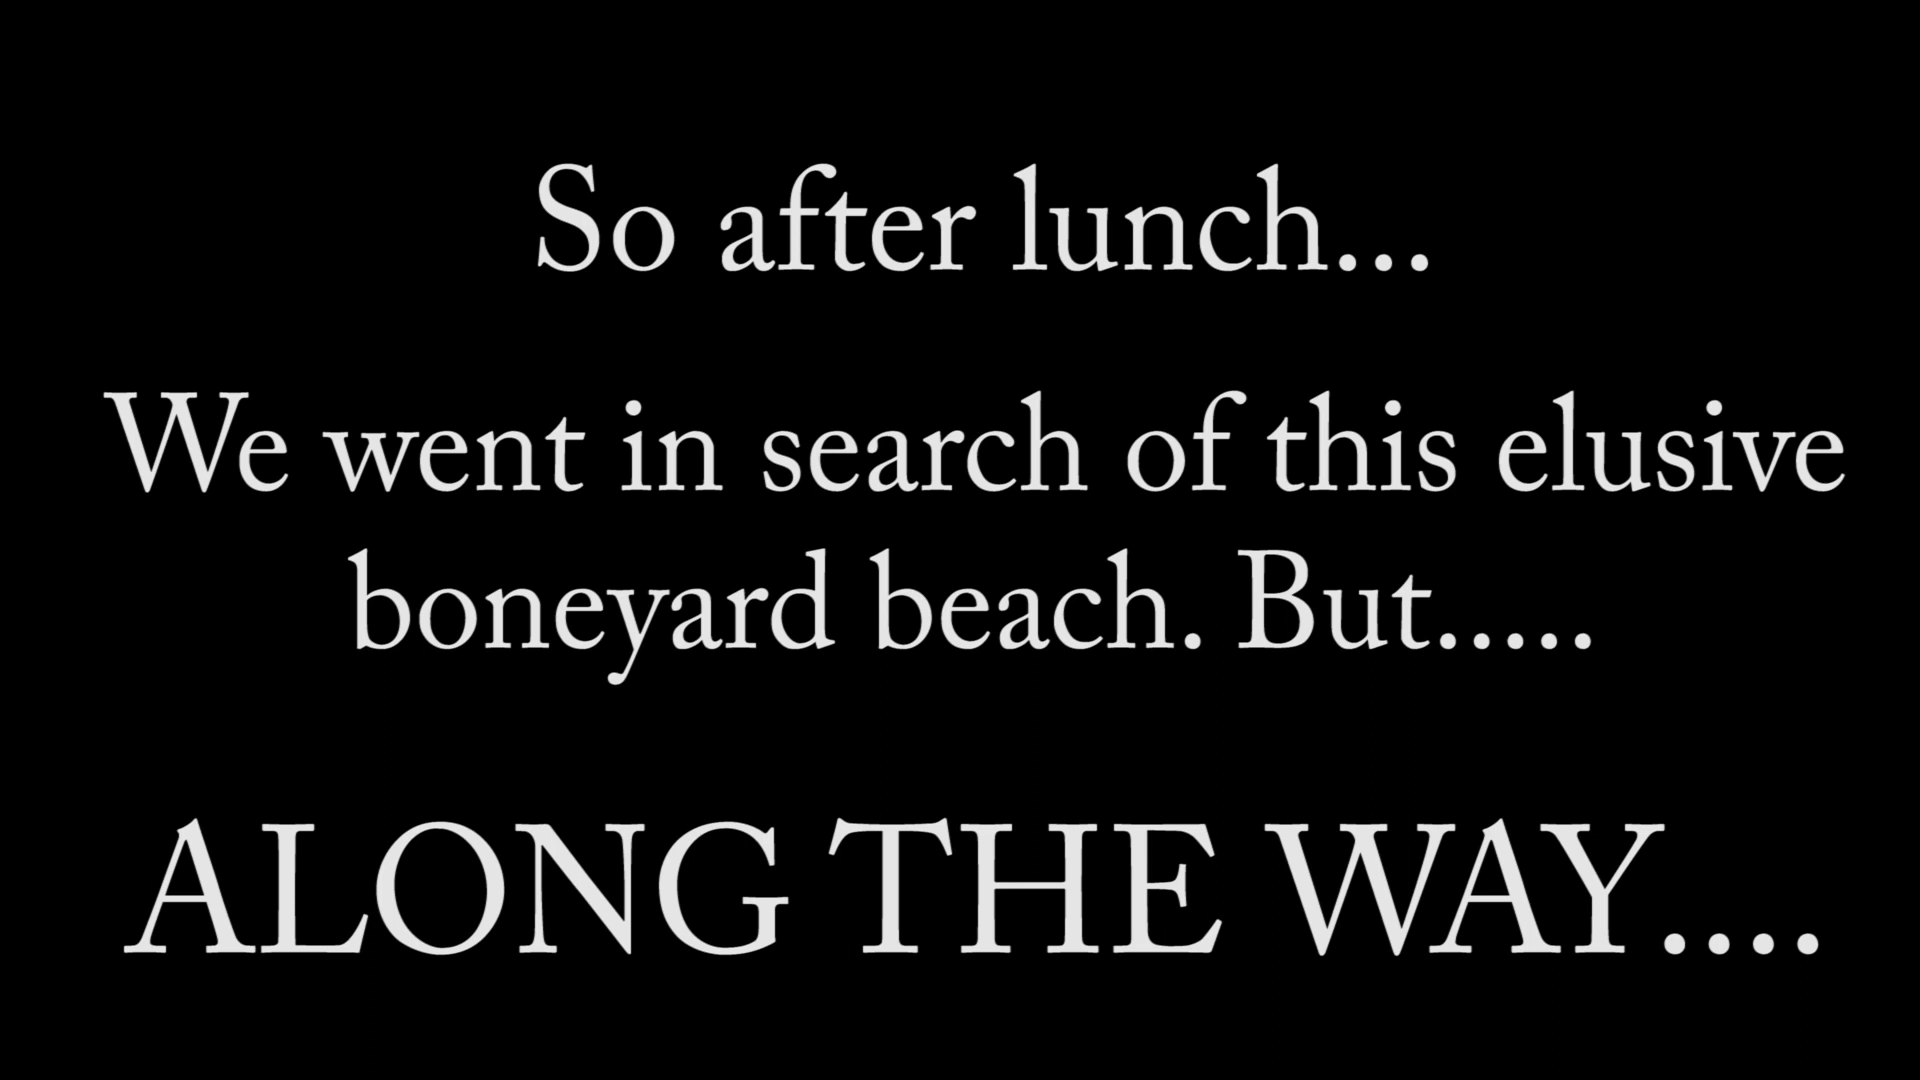 So after lunch...
We went in search of this elusive
boneyard beach. But.....
ALONG THE WAY....